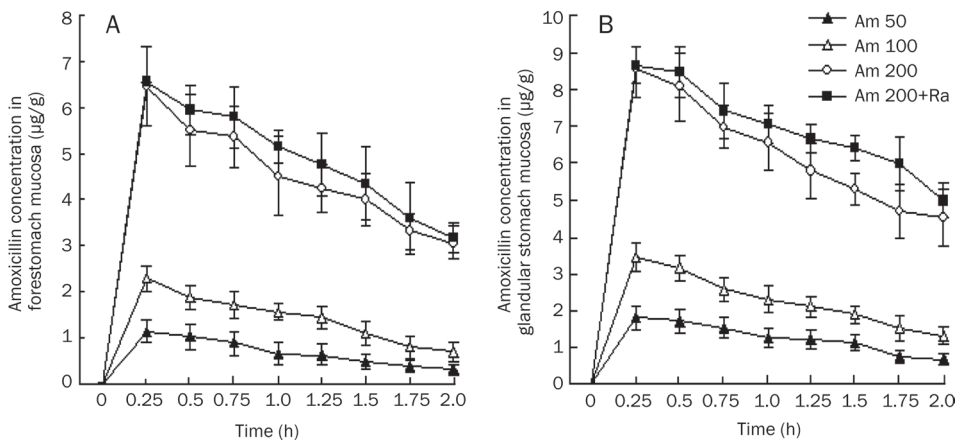 A
Amoxicillin concentration in
forestomach mucosa (µg/g)
8
7
6
5
4
3
2
1
0
0 0.25 0.5 0.75 1.0 1.25 1.5 1.75 2.0
Time (h)
B
Amoxicillin concentration in
glandular stomach mucosa (µg/g)
10
9
8
7
6
5
4
3
2
1
0
0 0.25 0.5 0.75 1.0 1.25 1.5 1.75 2.0
Time (h)
Am 50
Am 100
Am 200
Am 200+Ra